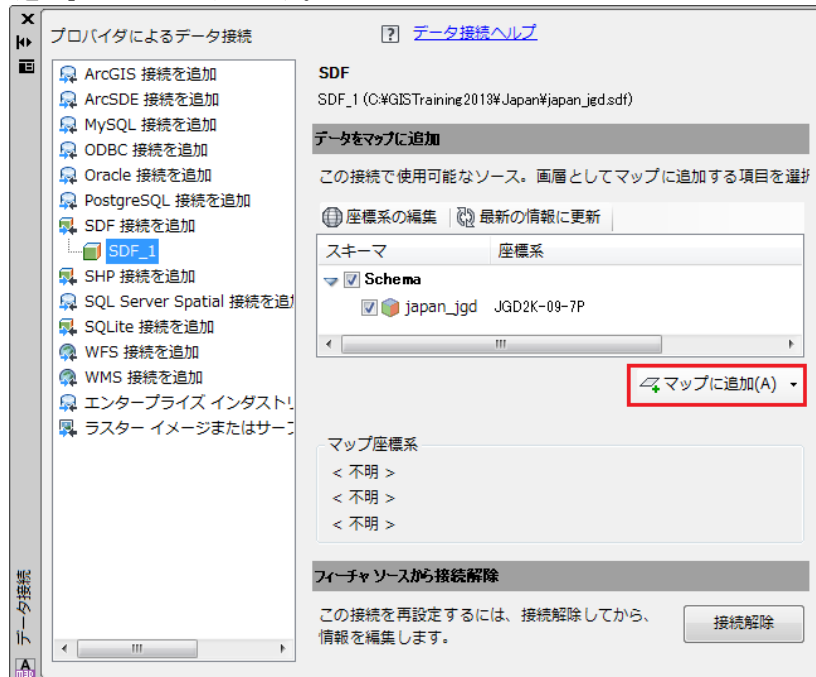 プロバイダによるデータ接続
ArcGIS 接続を追加
ArcSDE 接続を追加
MySQL 接続を追加
ODBC 接続を追加
Oracle 接続を追加
PostgreSQL 接続を追加
SDF 接続を追加
SDF_1
SHP 接続を追加
SQL Server Spatial 接続を追
SQLite 接続を追加
WFS 接続を追加
WMS 接続を追加
エンタープライズ インダストリ
ラスター イメージまたはサーフ
データ接続
? データ接続ヘルプ
SDF
SDF_1 (C:¥GISTraining2013¥Japan¥japan_jgd.sdf)
データをマップに追加
この接続で使用可能なソース。画層としてマップに追加する項目を選択
座標系の編集 最新の情報に更新
スキーマ 座標系
Schema
japan_jgd JGD2K-09-7P
マップに追加(A)
マップ座標系
< 不明 >
< 不明 >
< 不明 >
フィーチャ ソースから接続解除
この接続を再設定するには、接続解除してから、
情報を編集します。
接続解除